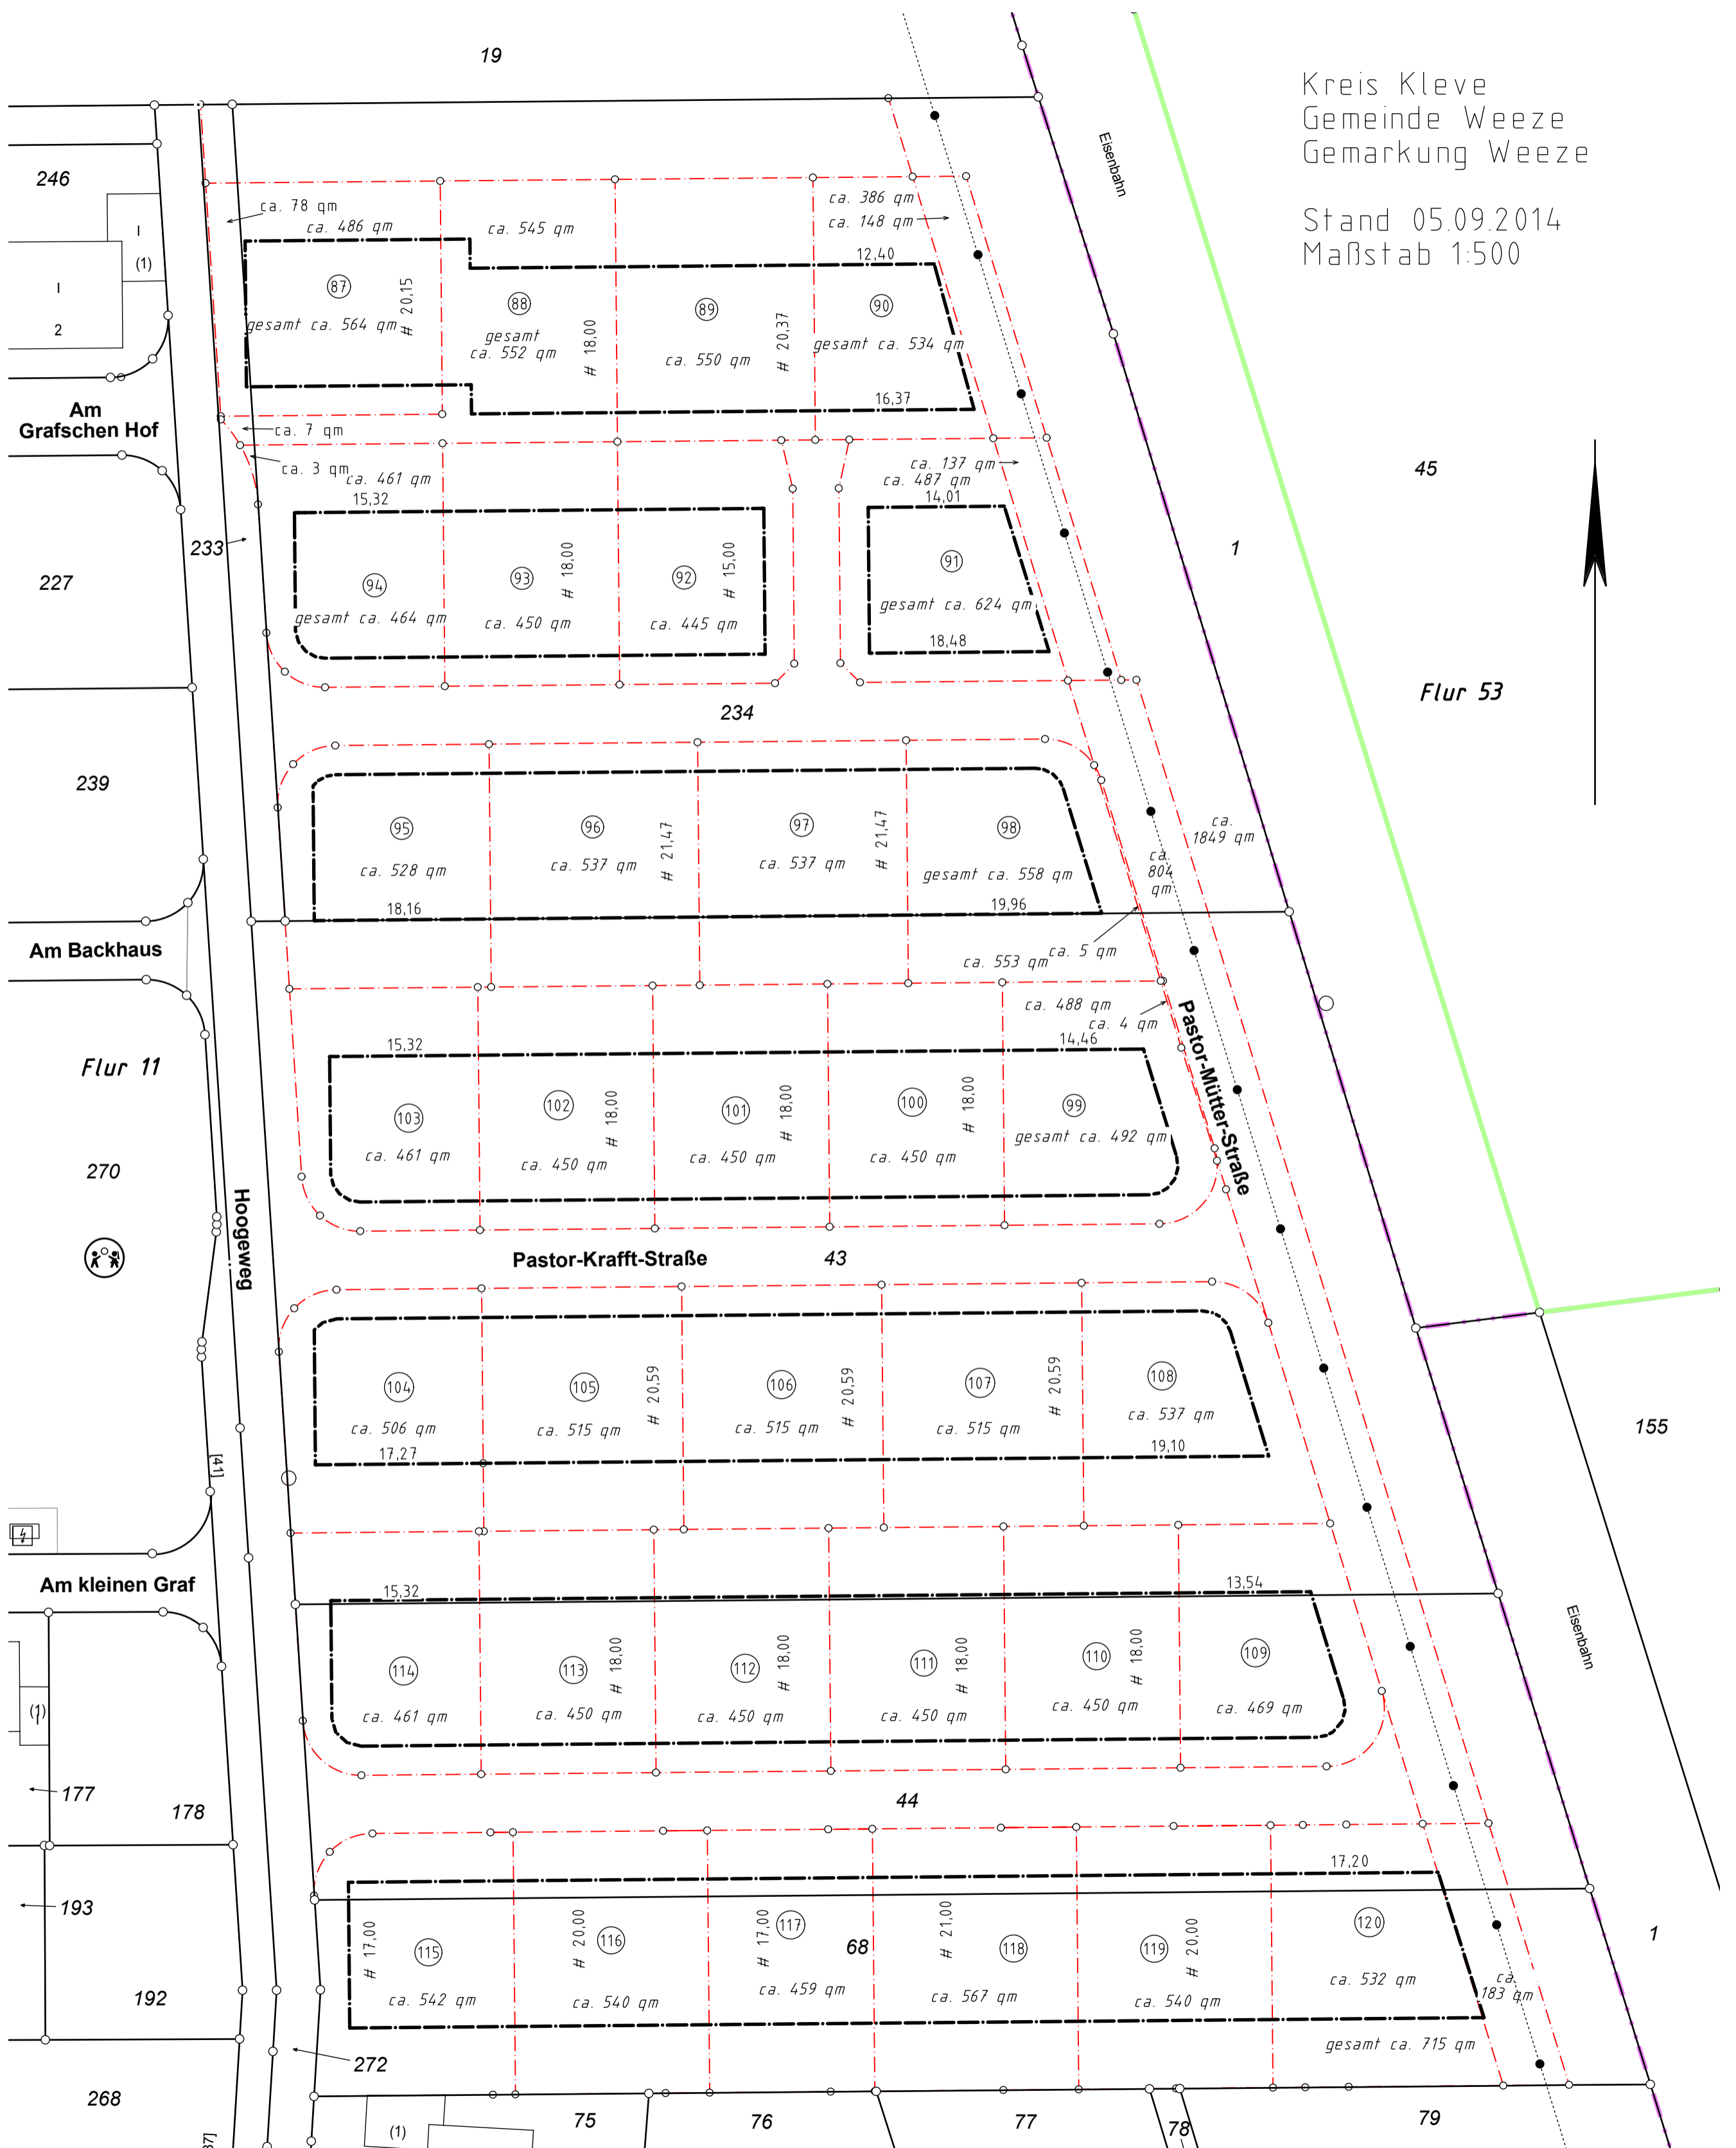 19
Kreis Kleve
Gemeinde Weeze
Gemarkung Weeze
Stand 05.09.2014
Maßstab 1:500
Eisenbahn
246
I
(1)
I
2
ca. 78 qm
ca. 486 qm
ca. 545 qm
ca. 386 qm
ca. 148 qm
12,40
87
gesamt ca. 564 qm
# 20,15
88
gesamt
ca. 552 qm
# 18,00
89
ca. 550 qm
# 20,37
90
gesamt ca. 534 qm
16,37
Am
Grafschen Hof
ca. 7 qm
ca. 3 qm
ca. 461 qm
15,32
ca. 137 qm
ca. 487 qm
14,01
45
233
1
227
94
gesamt ca. 464 qm
93
ca. 450 qm
# 18,00
92
ca. 445 qm
# 15,00
91
gesamt ca. 624 qm
18,48
Flur 53
234
239
95
ca. 528 qm
18,16
96
ca. 537 qm
# 21,47
97
ca. 537 qm
# 21,47
98
gesamt ca. 558 qm
19,96
ca.
804
qm
ca.
1849 qm
Am Backhaus
ca. 553 qm
ca. 5 qm
ca. 488 qm
ca. 4 qm
Pastor-Mütter-Straße
Flur 11
15,32
14,46
103
ca. 461 qm
102
ca. 450 qm
# 18,00
101
ca. 450 qm
# 18,00
100
ca. 450 qm
# 18,00
99
gesamt ca. 492 qm
270
Hoogeweg
Pastor-Krafft-Straße
43
104
ca. 506 qm
17,27
105
ca. 515 qm
# 20,59
106
ca. 515 qm
# 20,59
107
ca. 515 qm
# 20,59
108
ca. 537 qm
19,10
155
[41]
Am kleinen Graf
15,32
13,54
Eisenbahn
114
ca. 461 qm
113
ca. 450 qm
# 18,00
112
ca. 450 qm
# 18,00
111
ca. 450 qm
# 18,00
110
ca. 450 qm
# 18,00
109
ca. 469 qm
(1)
177
178
44
17,20
193
# 17,00
115
ca. 542 qm
# 20,00
116
ca. 540 qm
# 17,00
117
68
ca. 459 qm
# 21,00
118
ca. 567 qm
119
ca. 540 qm
# 20,00
120
ca. 532 qm
ca.
183 qm
1
192
gesamt ca. 715 qm
272
268
(1)
75
76
77
78
79